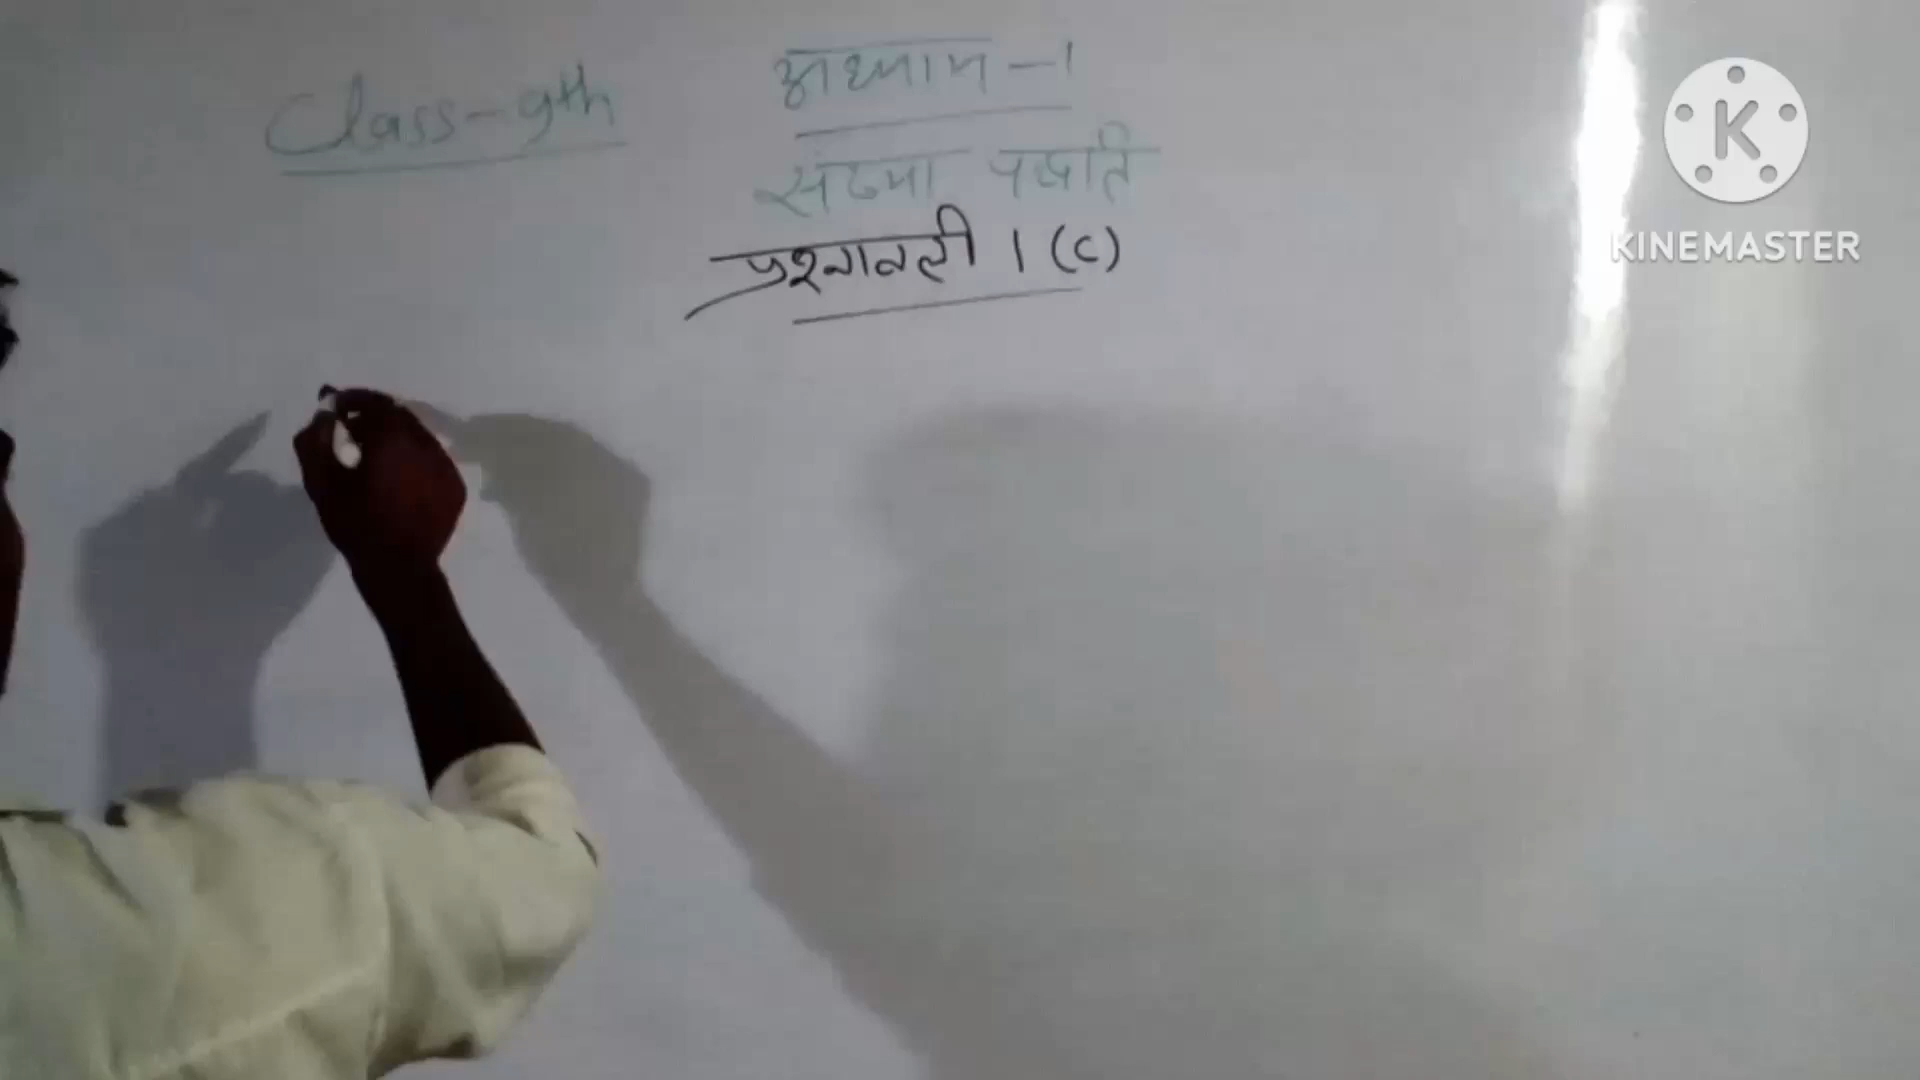 Class-9th
अध्याय-1
संख्या पद्धति
प्रश्नावली 1(c)
KINEMASTER